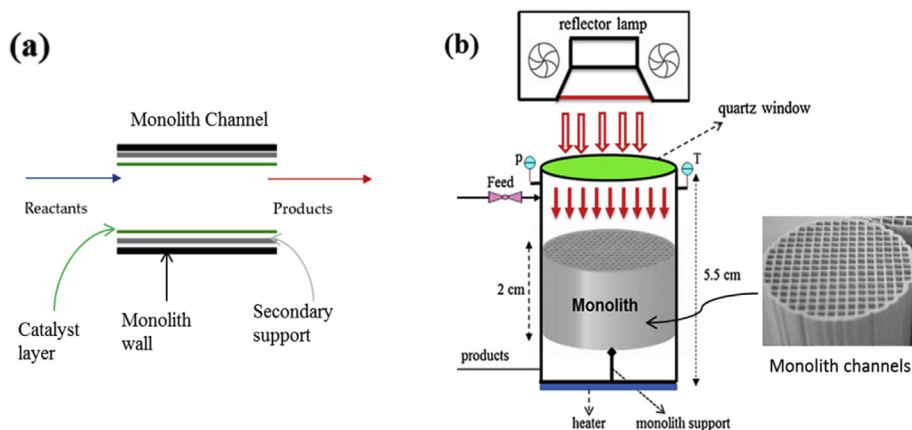 (a)
Monolith Channel
Reactants
Products
Catalyst
layer
Monolith
wall
Secondary
support
(b)
reflector lamp
quartz window
P
T
Feed
5.5 cm
2 cm
Monolith
products
heater
monolith support
Monolith channels